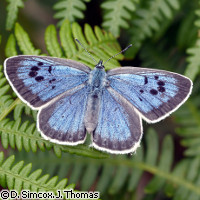 © D. Simcox, J. Thomas